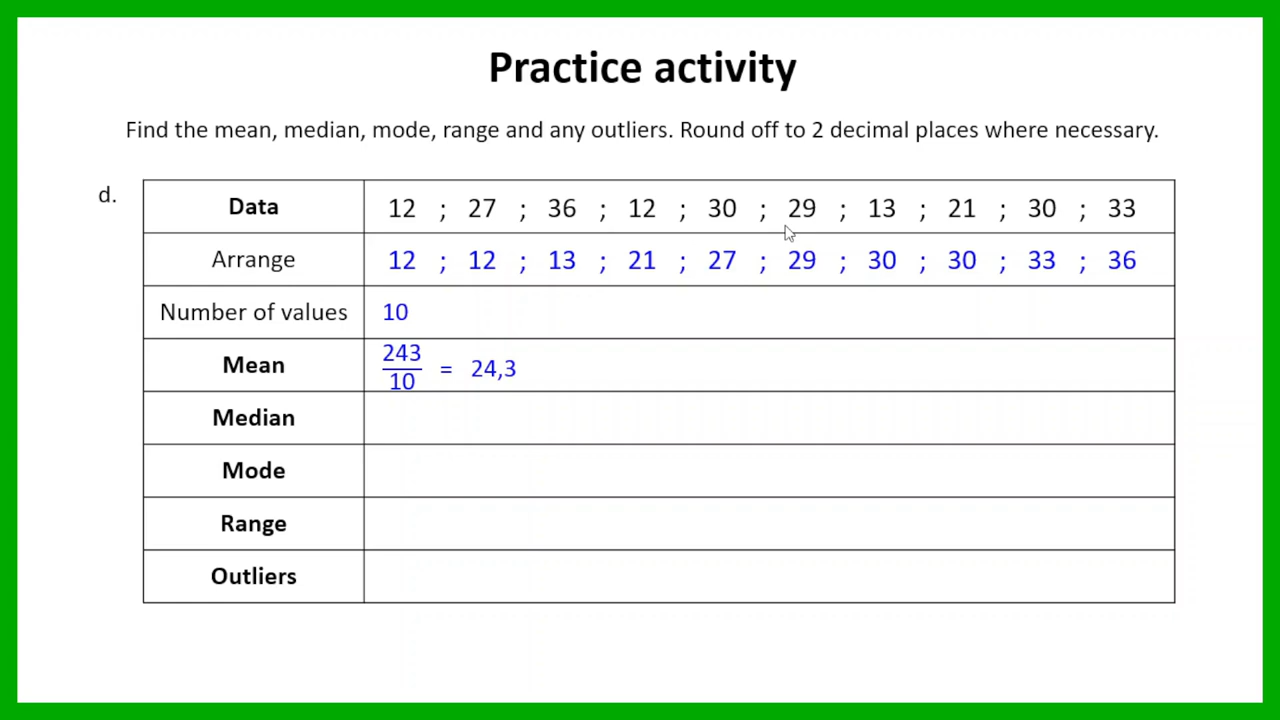 Practice activity
Find the mean, median, mode, range and any outliers. Round off to 2 decimal places where necessary.
d.
Data 12 ; 27 ; 36 ; 12 ; 30 ; 29 ; 13 ; 21 ; 30 ; 33
Arrange 12 ; 12 ; 13 ; 21 ; 27 ; 29 ; 30 ; 30 ; 33 ; 36
Number of values 10
Mean 243/10 = 24,3
Median
Mode
Range
Outliers